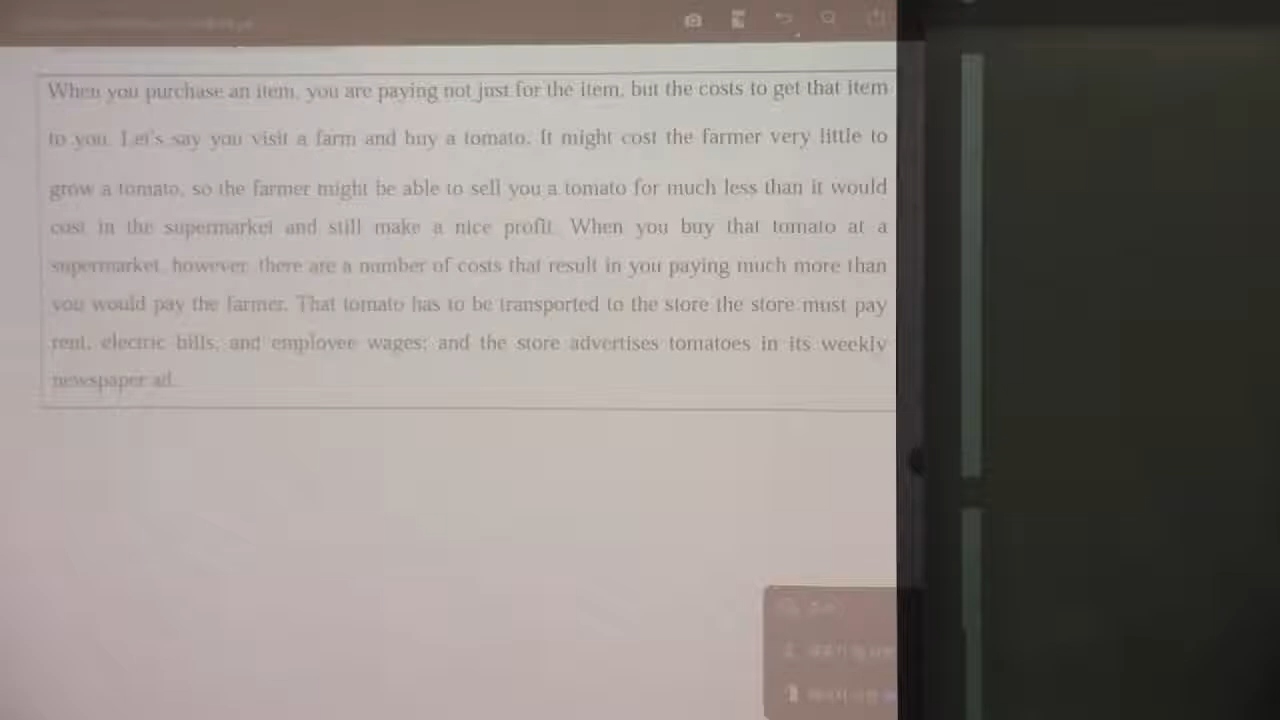 When you purchase an item, you are paying not just for the item, but the costs to get that item
to you. Let's say you visit a farm and buy a tomato. It might cost the farmer very little to
grow a tomato, so the farmer might be able to sell you a tomato for much less than it would
cost in the supermarket and still make a nice profit. When you buy that tomato at a
supermarket, however, there are a number of costs that result in you paying much more than
you would pay the farmer. That tomato has to be transported to the store the store must pay
rent, electric bills, and employee wages; and the store advertises tomatoes in its weekly
newspaper ad.